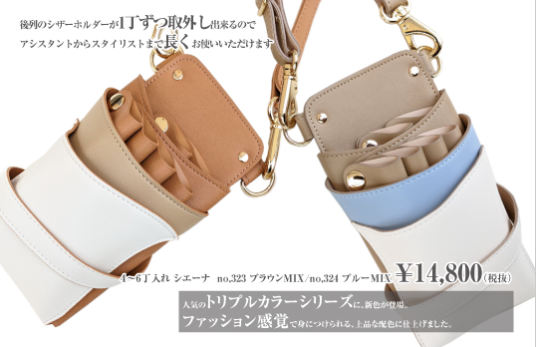 後列のシザーホルダーが1丁ずつ取外し出来るので
アシスタントからスタイリストまで長くお使いいただけます
4～6丁入れ シエーナ no,323 ブラウンMIX/no,324 ブルーMIX ￥14,800(税抜)
人気のトリプルカラーシリーズに、新色が登場。
ファッション感覚で身につけられる、上品な配色に仕上げました。